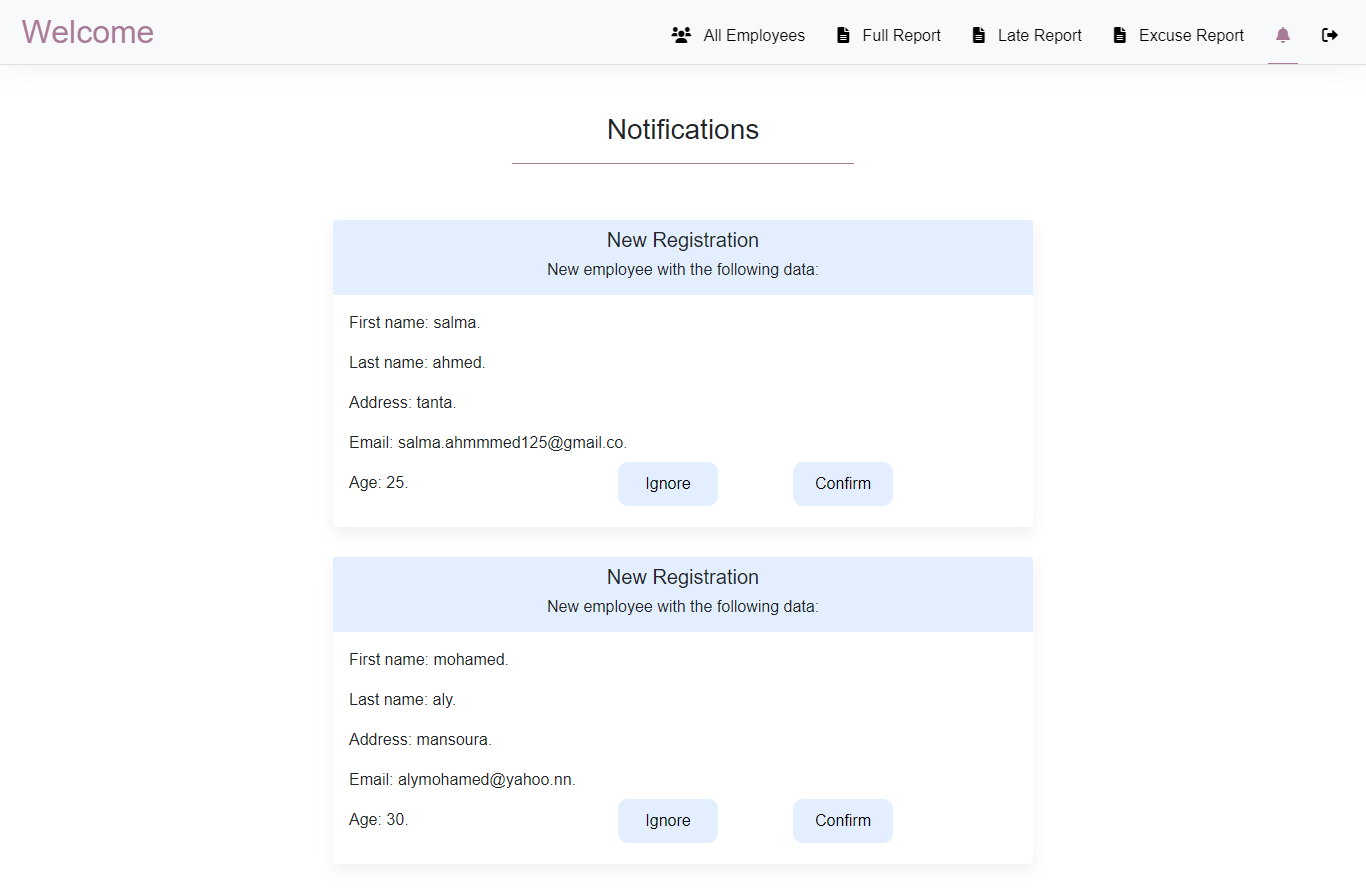 Welcome
All Employees
Full Report
Late Report
Excuse Report
Notifications
New Registration
New employee with the following data:
First name: salma.
Last name: ahmed.
Address: tanta.
Email: salma.ahmmmed125@gmail.co.
Age: 25.
Ignore
Confirm
New Registration
New employee with the following data:
First name: mohamed.
Last name: aly.
Address: mansoura.
Email: alymohamed@yahoo.nn.
Age: 30.
Ignore
Confirm